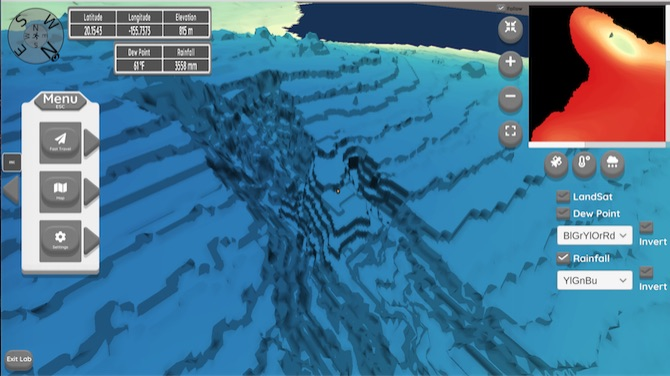 Latitude Longitude Elevation
20.1543 -155.7373 815 m
Dew Point Rainfall
61°F 3558 mm
S W
E N
Menu
ESC
Fast Travel
Map
Settings
Exit Lab
Follow
LandSat
Dew Point
BlGrYlOrRd
Invert
Rainfall
YlGnBu
Invert